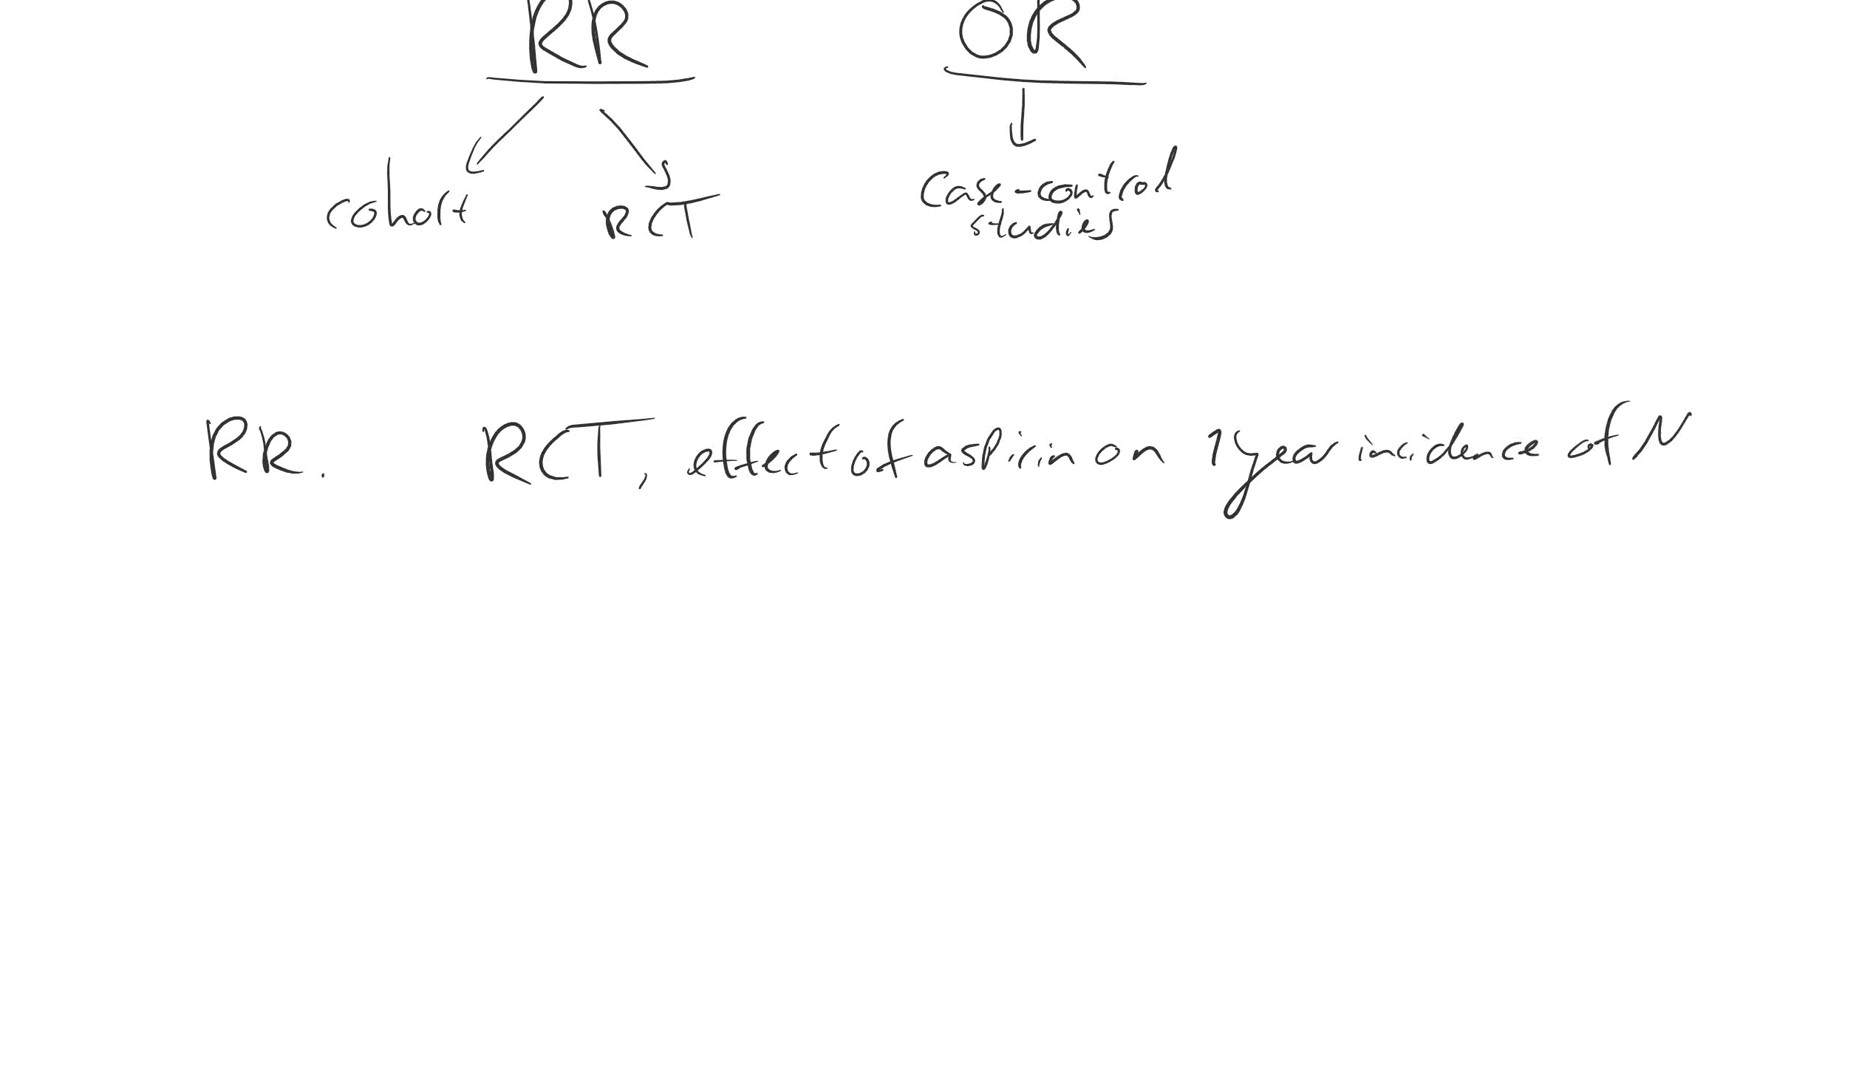 RR OR
cohort RCT Case-control
studies
RR. RCT, effect of aspirin on 1 year incidence of N